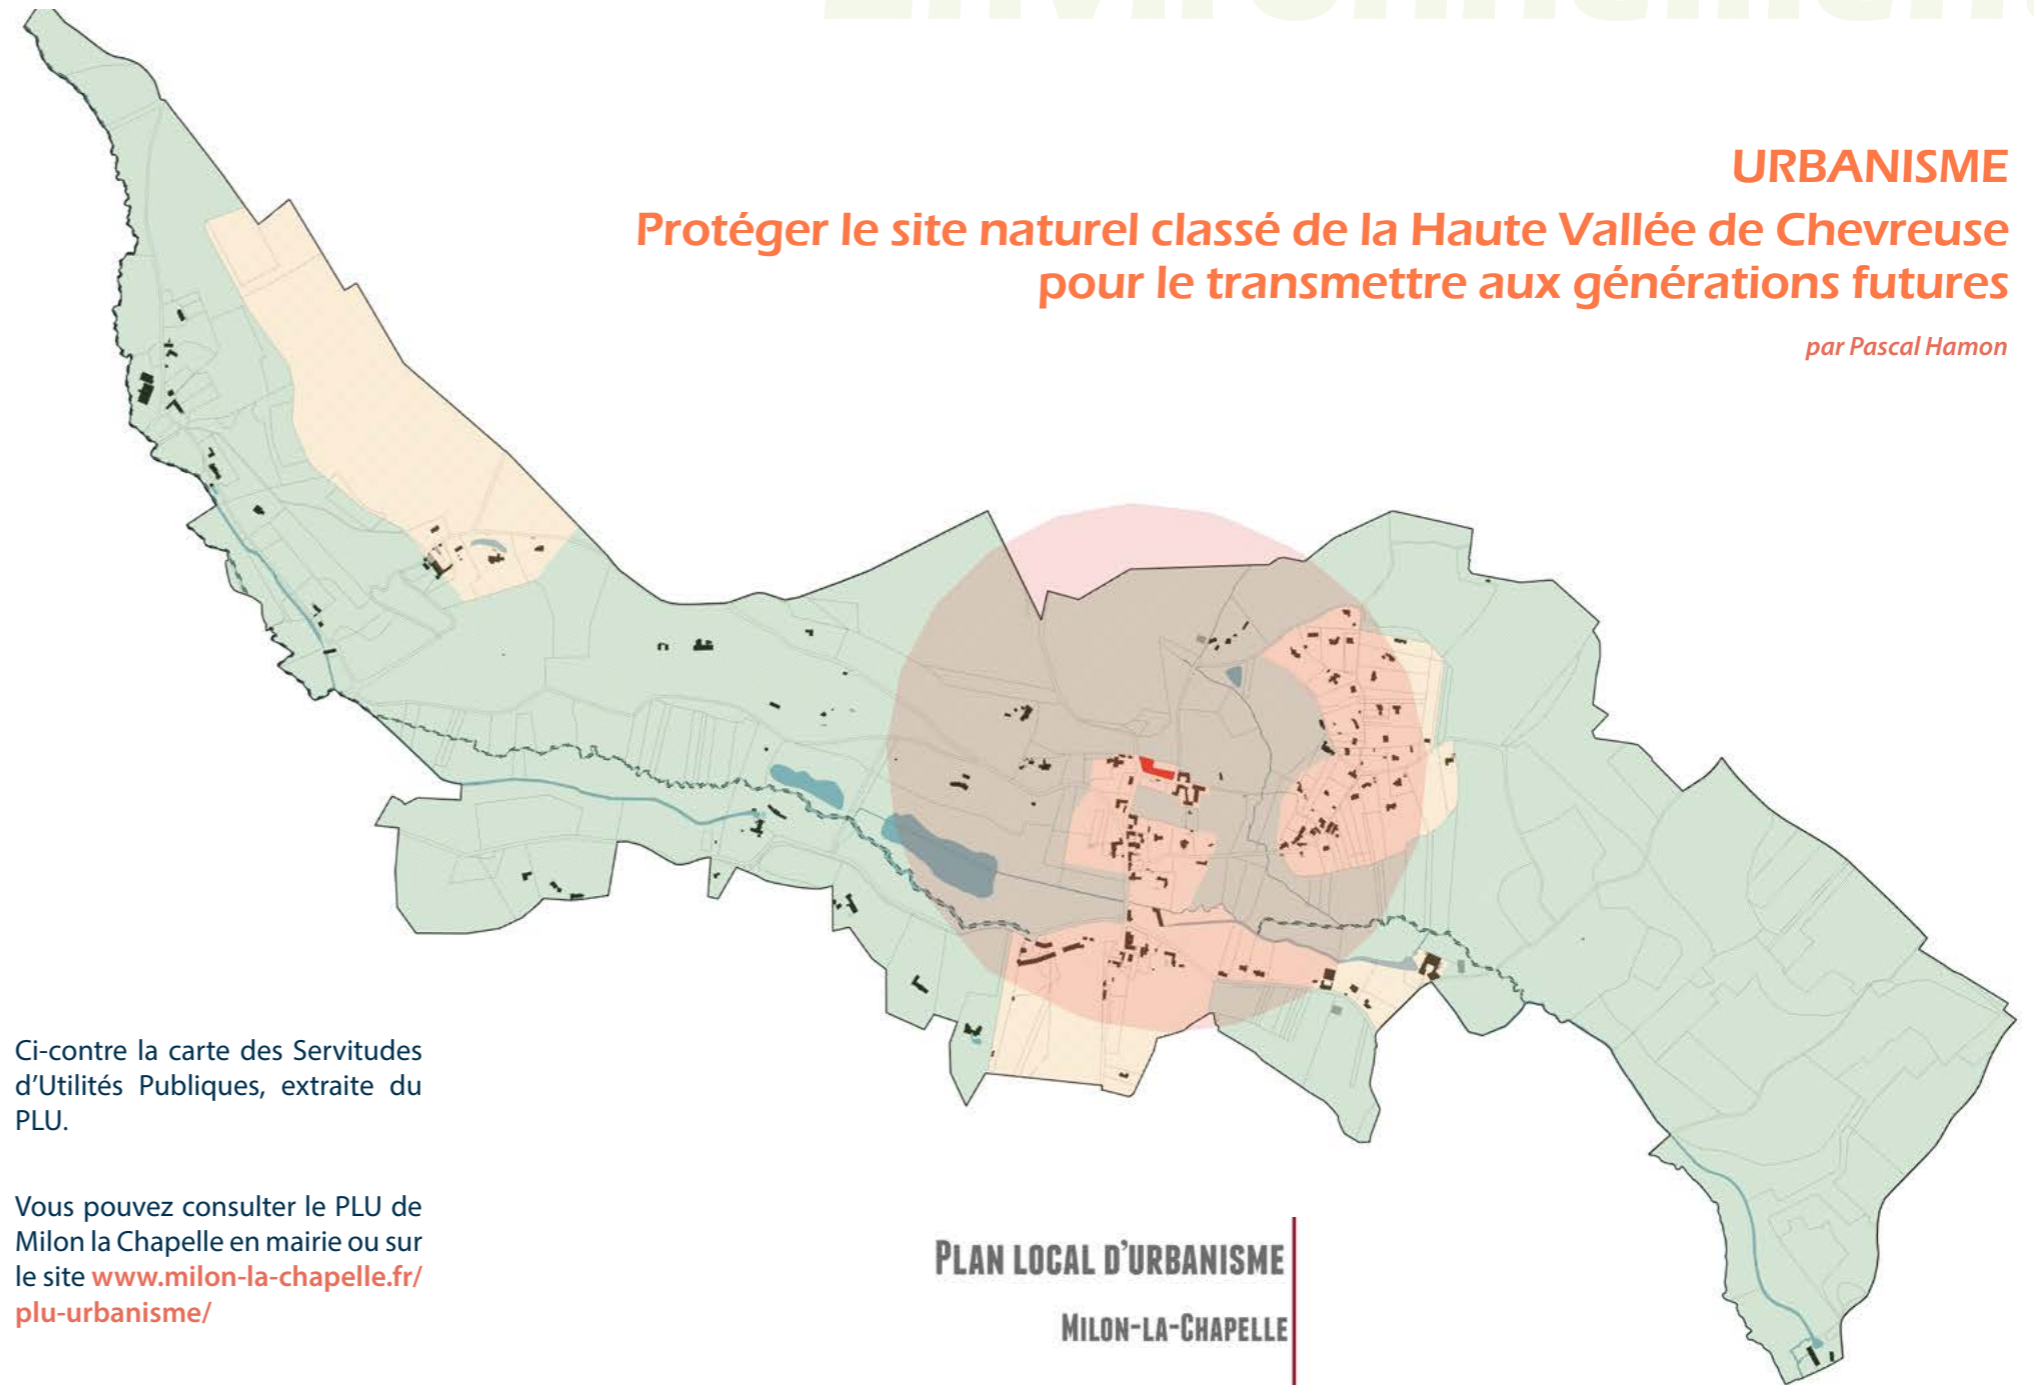 Environnement
URBANISME
Protéger le site naturel classé de la Haute Vallée de Chevreuse
pour le transmettre aux générations futures
par Pascal Hamon
Ci-contre la carte des Servitudes
d’Utilités Publiques, extraite du
PLU.
Vous pouvez consulter le PLU de
Milon la Chapelle en mairie ou sur
le site www.milon-la-chapelle.fr/
plu-urbanisme/
PLAN LOCAL D’URBANISME
MILON-LA-CHAPELLE